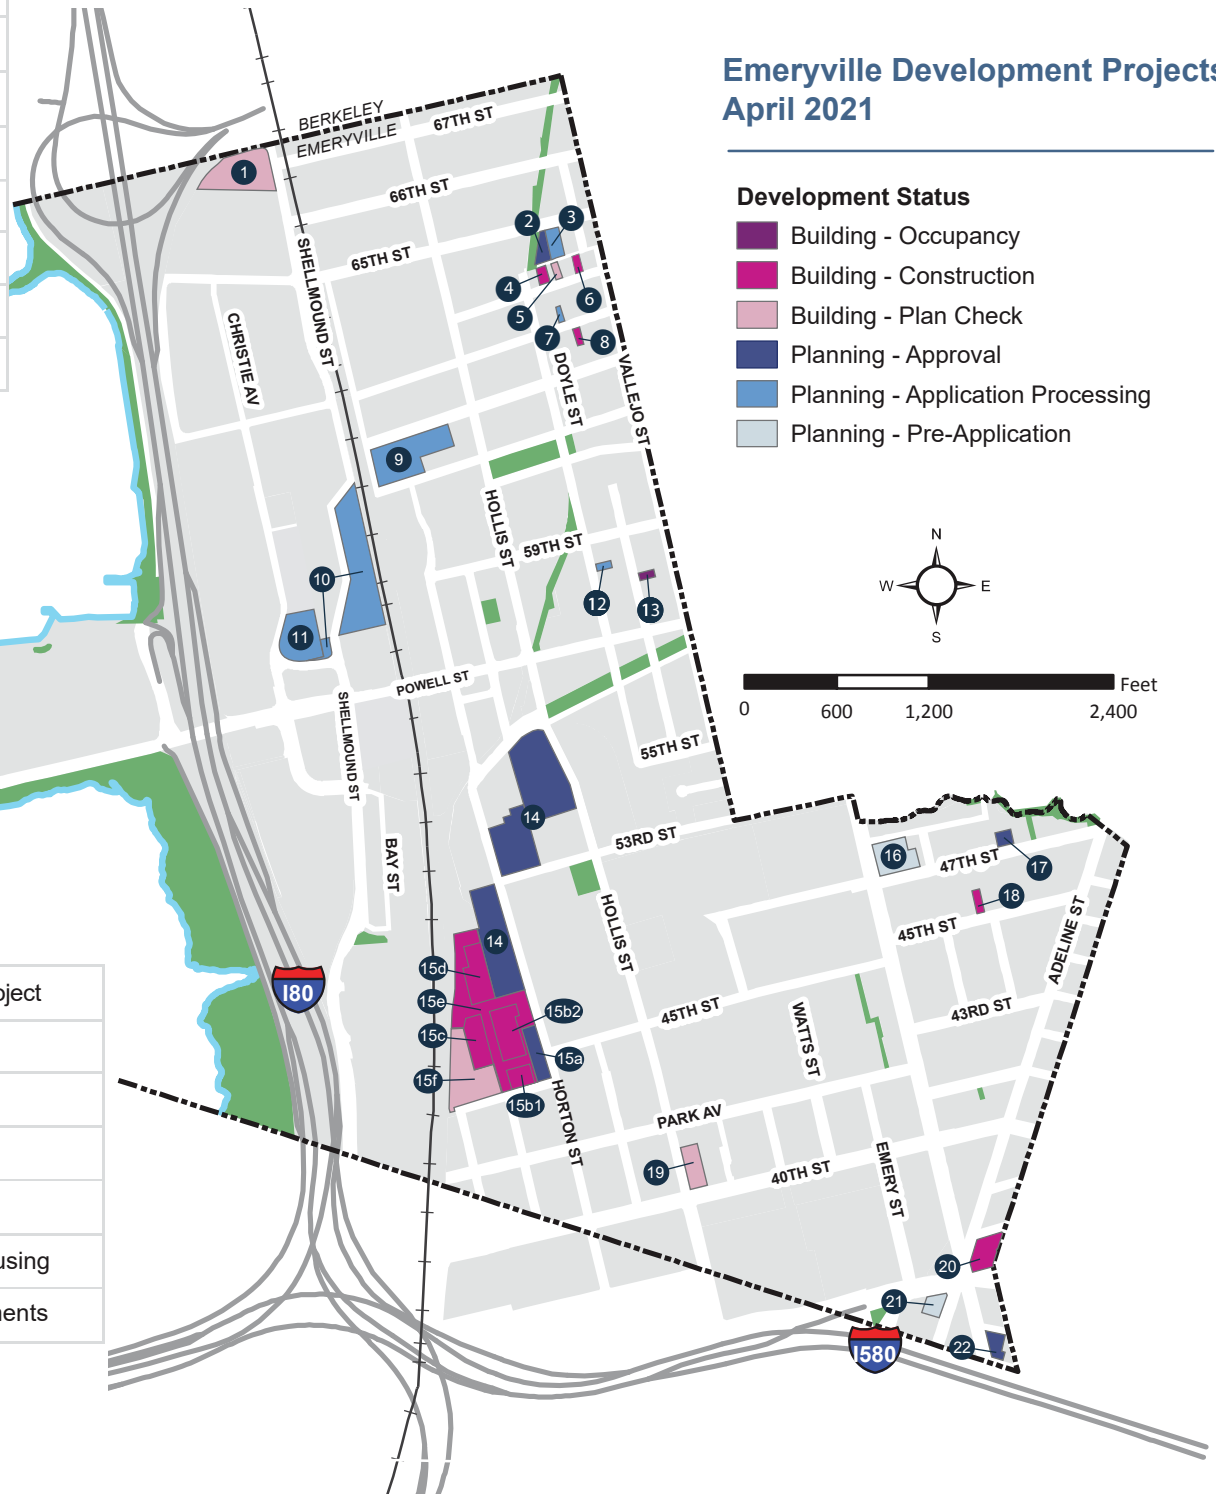 Emeryville Development Projects
April 2021
Development Status
Building - Occupancy
Building - Construction
Building - Plan Check
Planning - Approval
Planning - Application Processing
Planning - Pre-Application
N
W
E
S
Feet
0
600
1,200
2,400
BERKELEY
EMERYVILLE
67TH ST
1
66TH ST
2
3
65TH ST
SHELLMOUND ST
4
5
6
7
8
CHRISTIE AV
DOYLE ST
VALLEJO ST
9
HOLLIS ST
59TH ST
10
11
12
13
POWELL ST
SHELLMOUND ST
55TH ST
14
53RD ST
BAY ST
16
47TH ST
17
18
45TH ST
ADELINE ST
HOLLIS ST
14
15d
15e
15b2
15c
15a
15f
15b1
I80
45TH ST
43RD ST
WATTS ST
HORTON ST
PARK AV
19
40TH ST
EMERY ST
20
21
22
I580
oject
using
nents